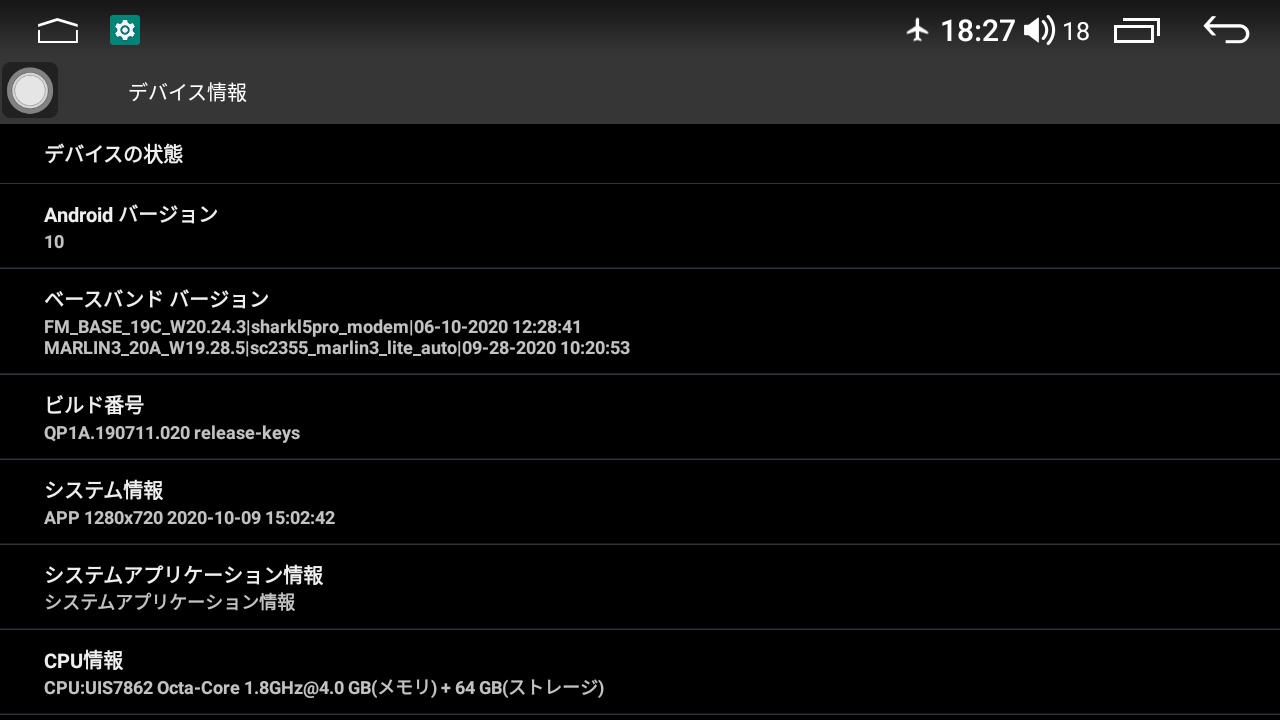 18:27 18
デバイス情報
デバイスの状態
Android バージョン
10
ベースバンド バージョン
FM_BASE_19C_W20.24.3|sharkl5pro_modem|06-10-2020 12:28:41
MARLIN3_20A_W19.28.5|sc2355_marlin3_lite_auto|09-28-2020 10:20:53
ビルド番号
QP1A.190711.020 release-keys
システム情報
APP 1280x720 2020-10-09 15:02:42
システムアプリケーション情報
システムアプリケーション情報
CPU情報
CPU:UIS7862 Octa-Core 1.8GHz@4.0 GB(メモリ) + 64 GB(ストレージ)